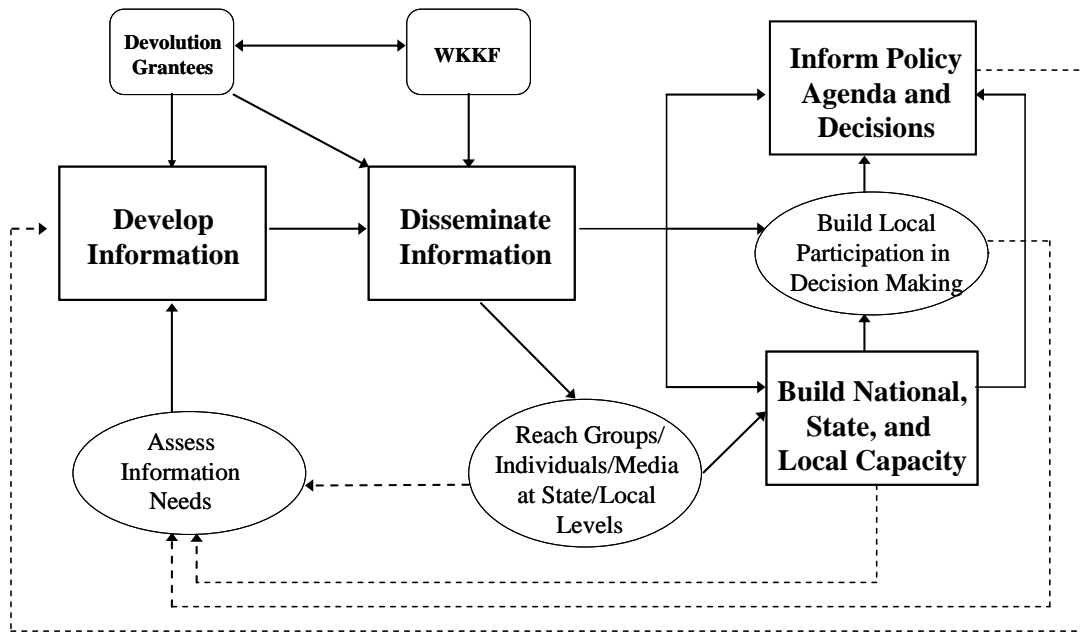 Devolution
Grantees
WKKF
Inform Policy
Agenda and
Decisions
Develop
Information
Disseminate
Information
Build Local
Participation in
Decision Making
Assess
Information
Needs
Reach Groups/
Individuals/Media
at State/Local
Levels
Build National,
State, and
Local Capacity